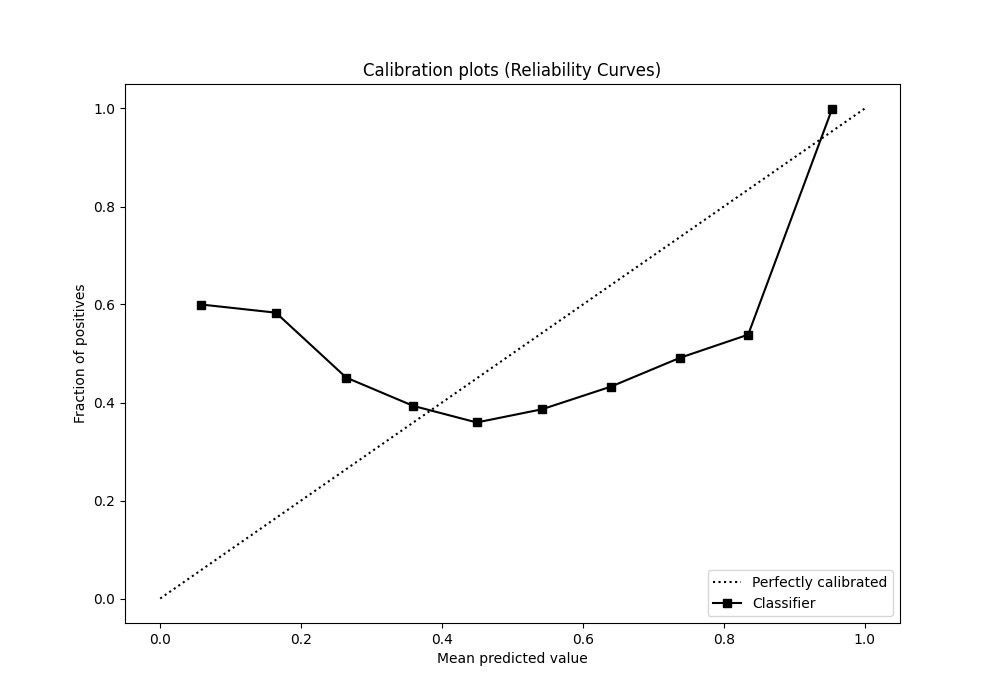 Calibration plots (Reliability Curves)
1.0
0.8
0.6
0.4
0.2
0.0
Fraction of positives
0.0 0.2 0.4 0.6 0.8 1.0
Mean predicted value
Perfectly calibrated
Classifier